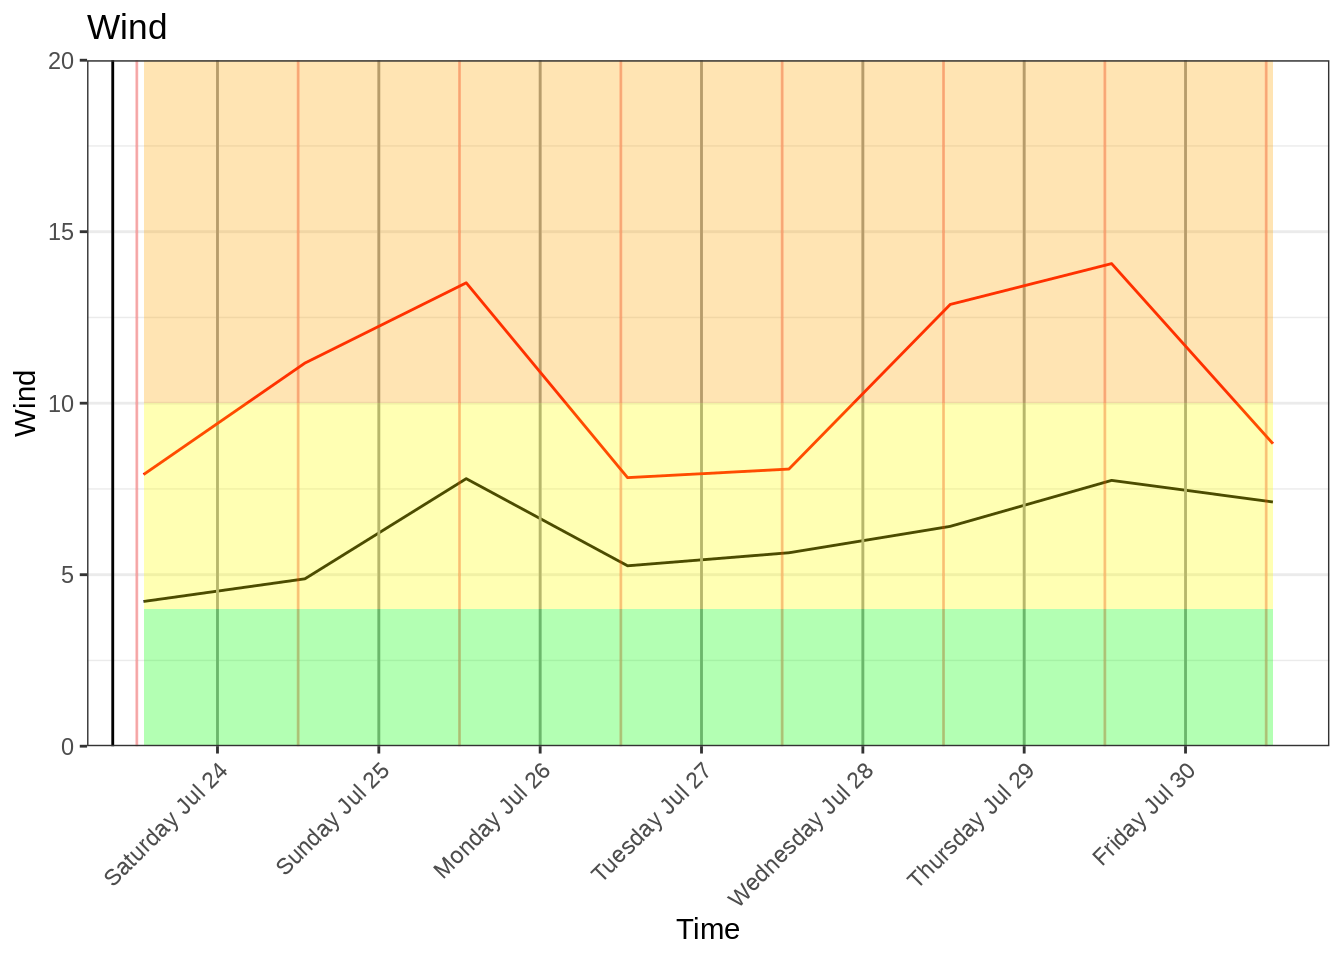 Wind
20
15
10
5
0
Wind
Saturday Jul 24
Sunday Jul 25
Monday Jul 26
Tuesday Jul 27
Wednesday Jul 28
Thursday Jul 29
Friday Jul 30
Time